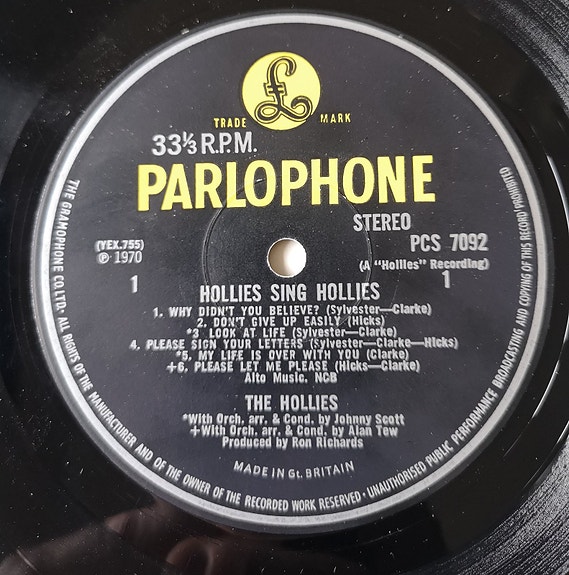 £
TRADE MARK
33⅓ R.P.M.
PARLOPHONE
STEREO
(YEX.755) PCS 7092
℗ 1970 (A "Hollies" Recording)
1 1
HOLLIES SING HOLLIES
1. WHY DIDN'T YOU BELIEVE? (Sylvester—Clarke)
2. DON'T GIVE UP EASILY (Hicks)
*3 LOOK AT LIFE (Sylvester—Clarke)
4. PLEASE SIGN YOUR LETTERS (Sylvester—Clarke—Hicks)
*5. MY LIFE IS OVER WITH YOU (Clarke)
+6. PLEASE LET ME PLEASE (Hicks—Clarke)
Alto Music. NCB
THE HOLLIES
*With Orch. arr. & Cond. by Johnny Scott
+With Orch. arr. & Cond. by Alan Tew
Produced by Ron Richards
MADE IN Gt. BRITAIN
THE GRAMOPHONE CO. LTD. · ALL RIGHTS OF THE MANUFACTURER AND OF THE OWNER OF THE RECORDED WORK RESERVED · UNAUTHORISED PUBLIC PERFORMANCE BROADCASTING AND COPYING OF THIS RECORD PROHIBITED